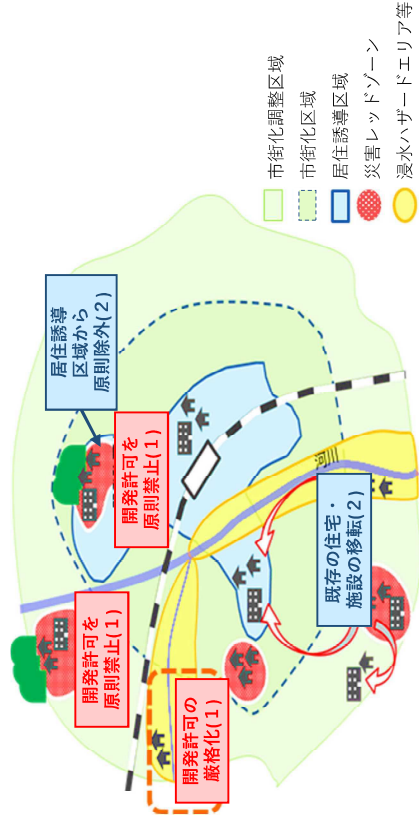 居住誘導
区域から
原則除外(2)
開発許可を
原則禁止(1)
開発許可を
原則禁止(1)
開発許可の
厳格化(1)
既存の住宅・
施設の移転(2)
河川
市街化調整区域
市街化区域
居住誘導区域
災害レッドゾーン
浸水ハザードエリア等